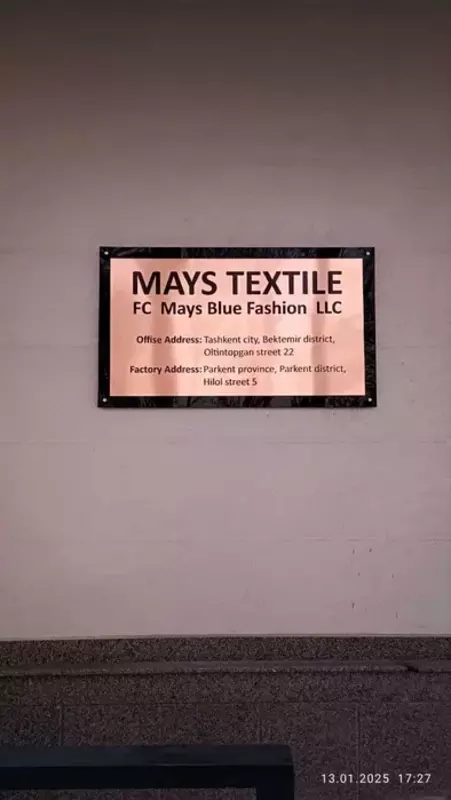 MAYS TEXTILE
FC Mays Blue Fashion LLC
Offise Address: Tashkent city, Bektemir district,
Oltintopgan street 22
Factory Address: Parkent province, Parkent district,
Hilol street 5
13.01.2025 17:27